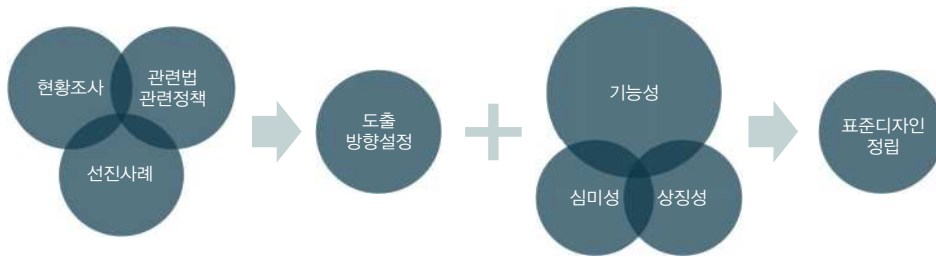 현황조사
관련법
관련정책
선진사례
도출
방향설정
기능성
심미성
상징성
표준디자인
정립